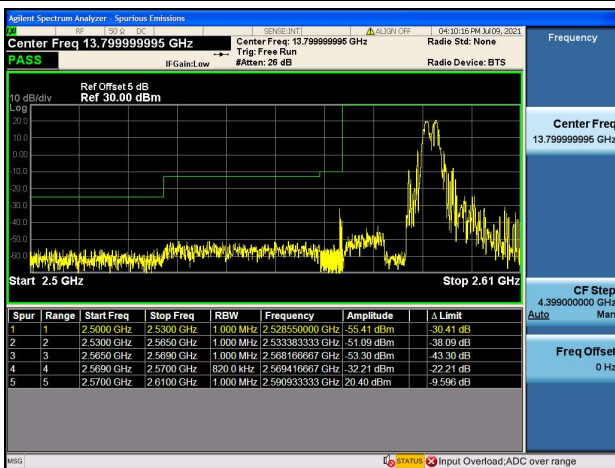 Agilent Spectrum Analyzer - Spurious Emissions
RF 50 Ω DC SENSE:INT ALIGN OFF 04:10:16 PM Jul 09, 2021
Center Freq 13.799999995 GHz Center Freq: 13.799999995 GHz Radio Std: None Frequency
Trig: Free Run
PASS IFGain:Low #Atten: 26 dB Radio Device: BTS
Ref Offset 5 dB
10 dB/div Ref 30.00 dBm
Log
20.0
10.0
0.00
-10.0
-20.0
-30.0
-40.0
-50.0
-60.0
Start 2.5 GHz Stop 2.61 GHz
Center Freq
13.799999995 GHz
CF Step
4.399000000 GHz
Auto Man
Freq Offset
0 Hz
Spur Range Start Freq Stop Freq RBW Frequency Amplitude Δ Limit
1 1 2.5000 GHz 2.5300 GHz 1.000 MHz 2.528550000 GHz -55.41 dBm -30.41 dB
2 2 2.5300 GHz 2.5650 GHz 1.000 MHz 2.533383333 GHz -51.09 dBm -38.09 dB
3 3 2.5650 GHz 2.5690 GHz 1.000 MHz 2.568166667 GHz -53.30 dBm -43.30 dB
4 4 2.5690 GHz 2.5700 GHz 820.0 kHz 2.569416667 GHz -32.21 dBm -22.21 dB
5 5 2.5700 GHz 2.6100 GHz 1.000 MHz 2.590933333 GHz 20.40 dBm -9.596 dB
MSG STATUS Input Overload;ADC over range